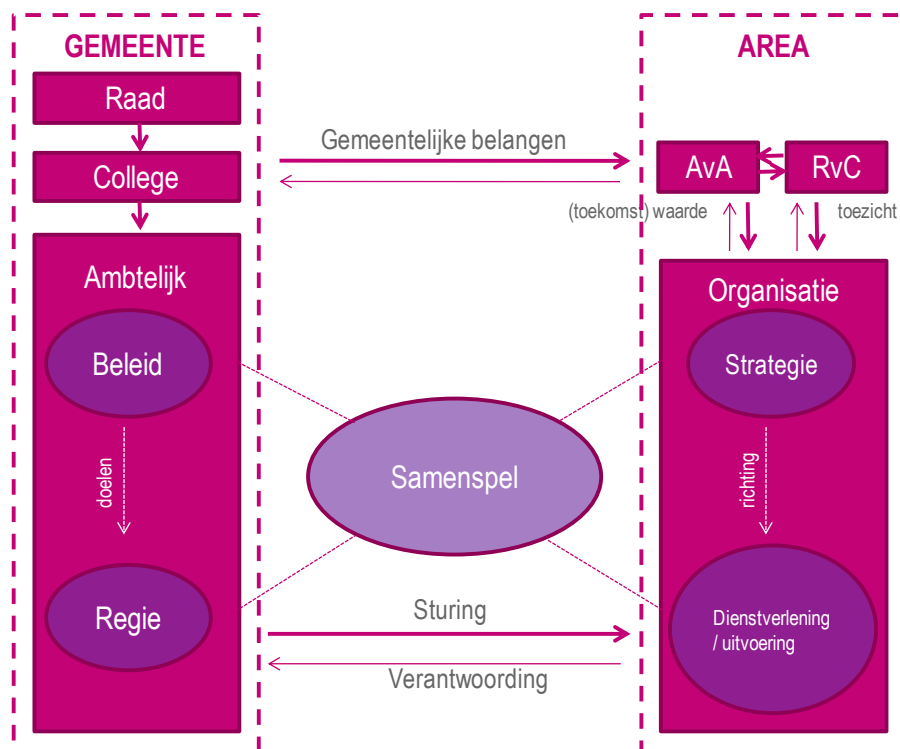 GEMEENTE
Raad
College
Ambtelijk
Beleid
doelen
Regie
Gemeentelijke belangen
Samenspel
Sturing
Verantwoording
AREA
AvA
RvC
(toekomst) waarde
toezicht
Organisatie
Strategie
richting
Dienstverlening
/ uitvoering